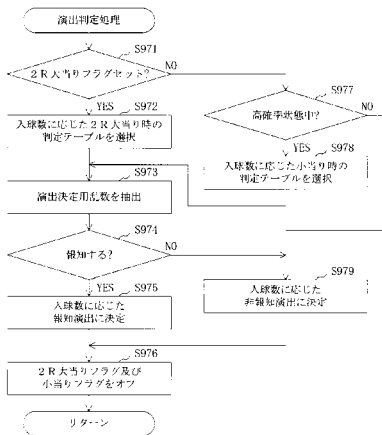 演出判定処理
S971
2R大当りフラグセット?
NO
YES
S972
入球数に応じた2R大当り時の
判定テーブルを選択
S977
高確率状態中?
NO
YES
S978
入球数に応じた小当り時の
判定テーブルを選択
S973
演出決定用乱数を抽出
S974
報知する?
NO
YES
S975
入球数に応じた
報知演出に決定
S979
入球数に応じた
非報知演出に決定
S976
2R大当りフラグ及び
小当りフラグをオフ
リターン